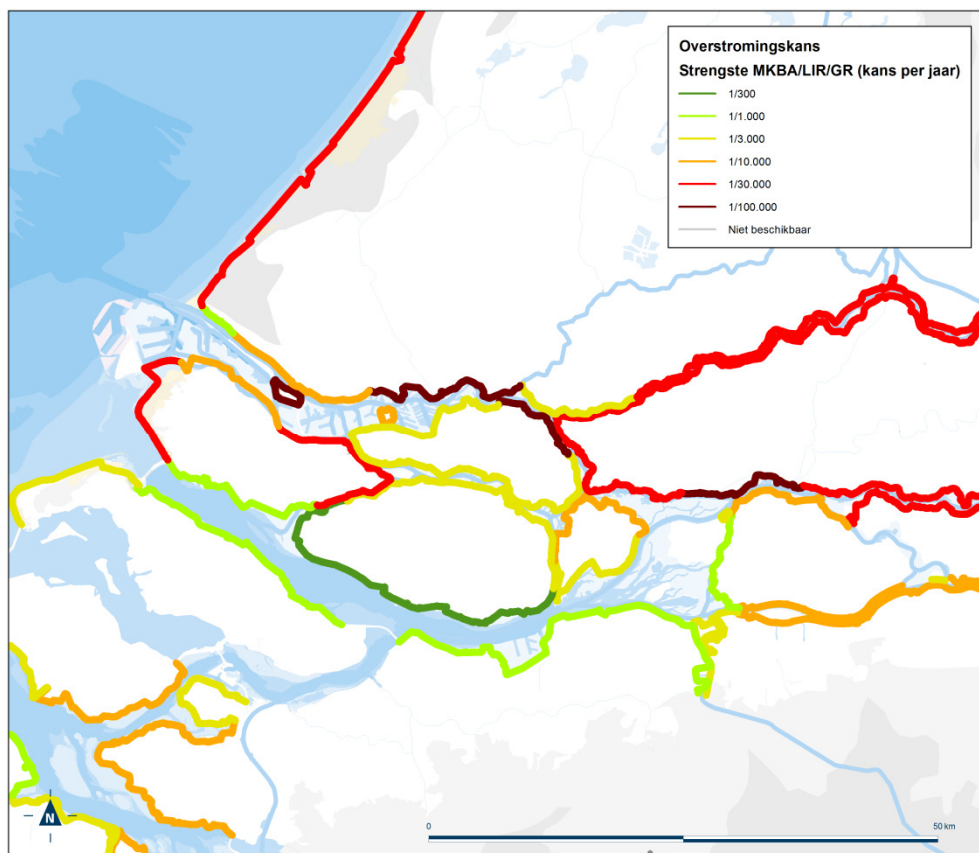 Overstromingskans
Strengste MKBA/LIR/GR (kans per jaar)
1/300
1/1.000
1/3.000
1/10.000
1/30.000
1/100.000
Niet beschikbaar
N
0
50 km